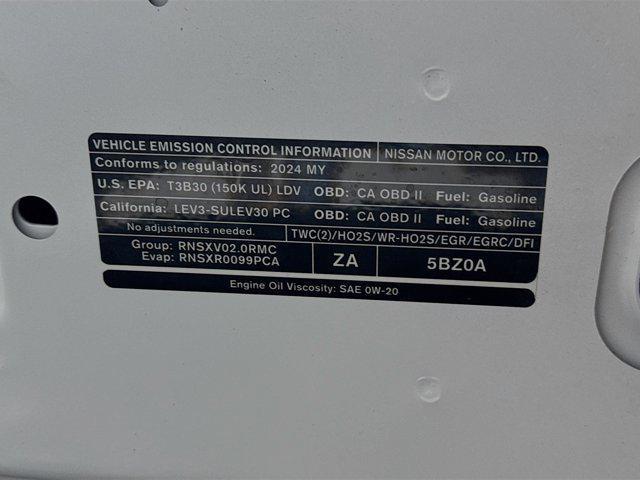 VEHICLE EMISSION CONTROL INFORMATION NISSAN MOTOR CO., LTD.
Conforms to regulations: 2024 MY
U.S. EPA: T3B30 (150K UL) LDV OBD: CA OBD II Fuel: Gasoline
California: LEV3-SULEV30 PC OBD: CA OBD II Fuel: Gasoline
No adjustments needed. TWC(2)/HO2S/WR-HO2S/EGR/EGRC/DFI
Group: RNSXV02.0RMC
Evap: RNSXR0099PCA
ZA
5BZ0A
Engine Oil Viscosity: SAE 0W-20